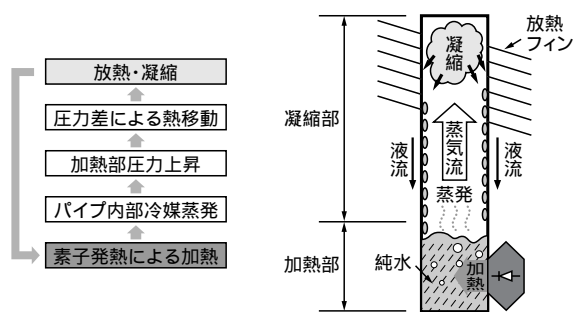 放熱・凝縮
圧力差による熱移動
加熱部圧力上昇
パイプ内部冷媒蒸発
素子発熱による加熱
放熱
フィン
凝縮
凝縮部
蒸気流
液流
液流
蒸発
加熱部
純水
加熱